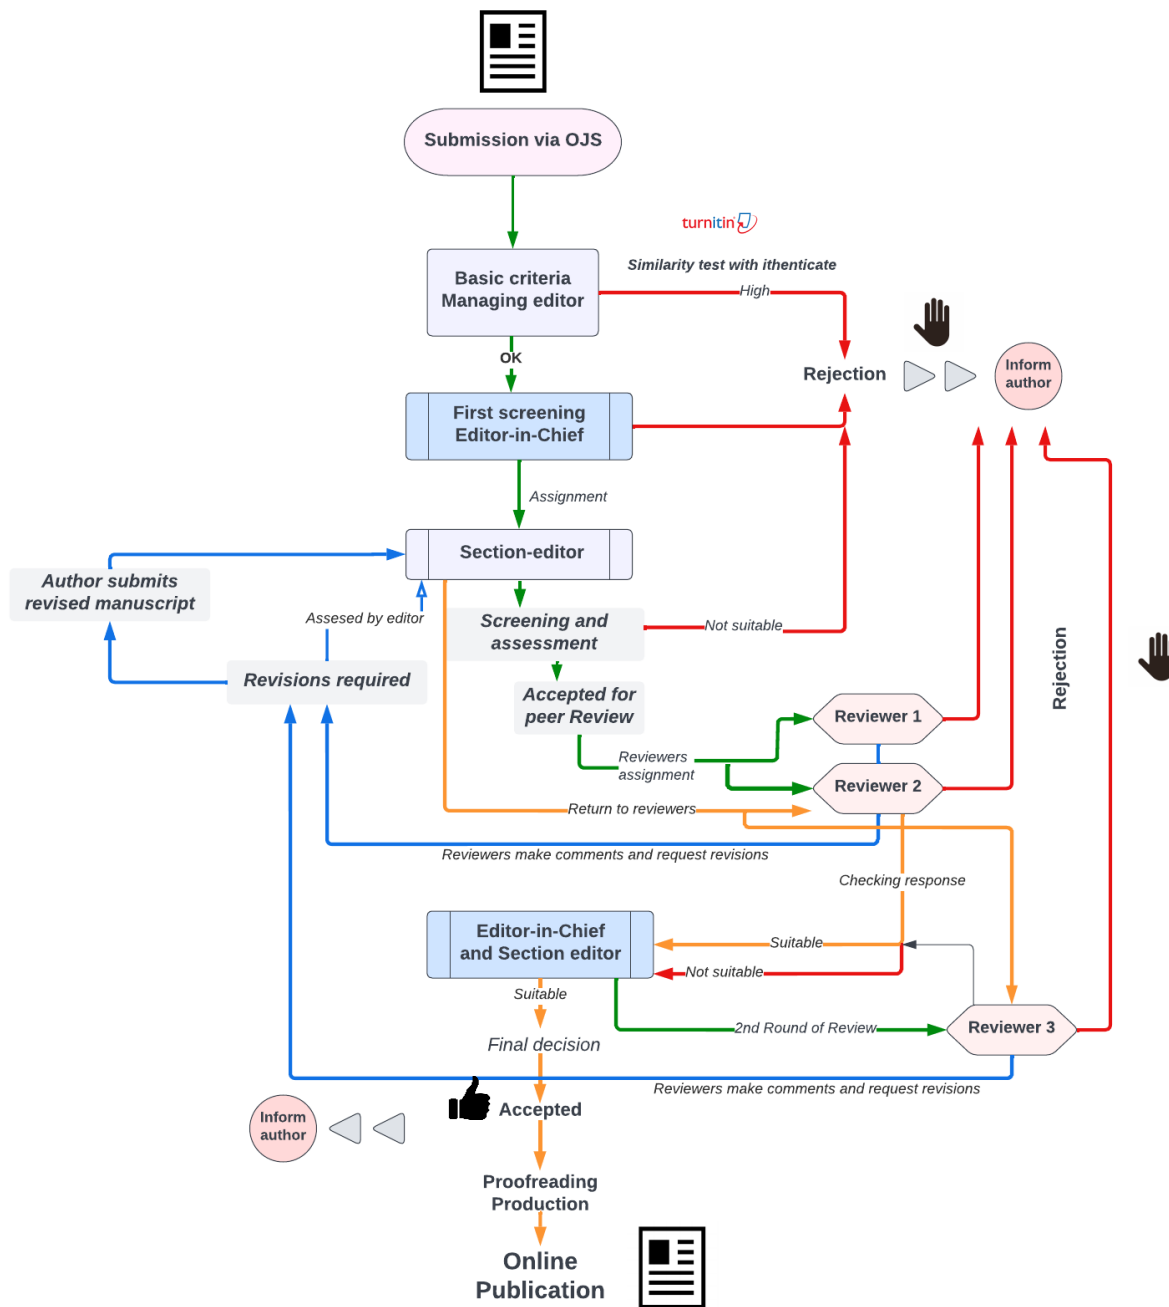 Submission via OJS
turnitin
Similarity test with ithenticate
Basic criteria
Managing editor
High
OK
Rejection
Inform
author
First screening
Editor-in-Chief
Assignment
Section-editor
Author submits
revised manuscript
Assesed by editor
Screening and
assessment
Not suitable
Rejection
Revisions required
Accepted for
peer Review
Reviewer 1
Reviewers
assignment
Reviewer 2
Return to reviewers
Reviewers make comments and request revisions
Checking response
Editor-in-Chief
and Section editor
Suitable
Not suitable
Suitable
2nd Round of Review
Reviewer 3
Final decision
Reviewers make comments and request revisions
Accepted
Inform
author
Proofreading
Production
Online
Publication